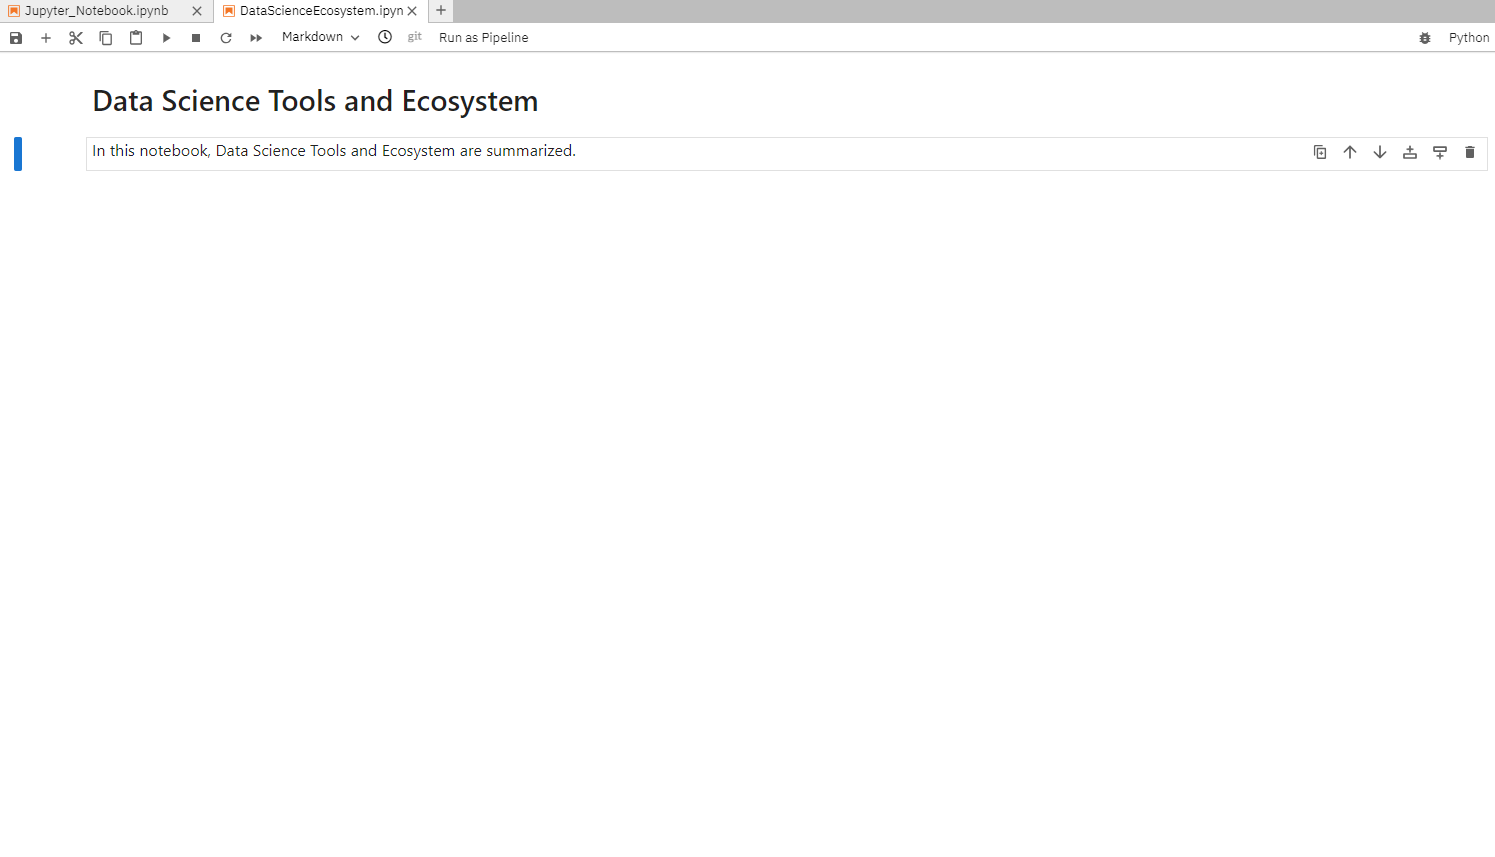 Jupyter_Notebook.ipynb DataScienceEcosystem.ipyn
Markdown git Run as Pipeline Python
Data Science Tools and Ecosystem
In this notebook, Data Science Tools and Ecosystem are summarized.